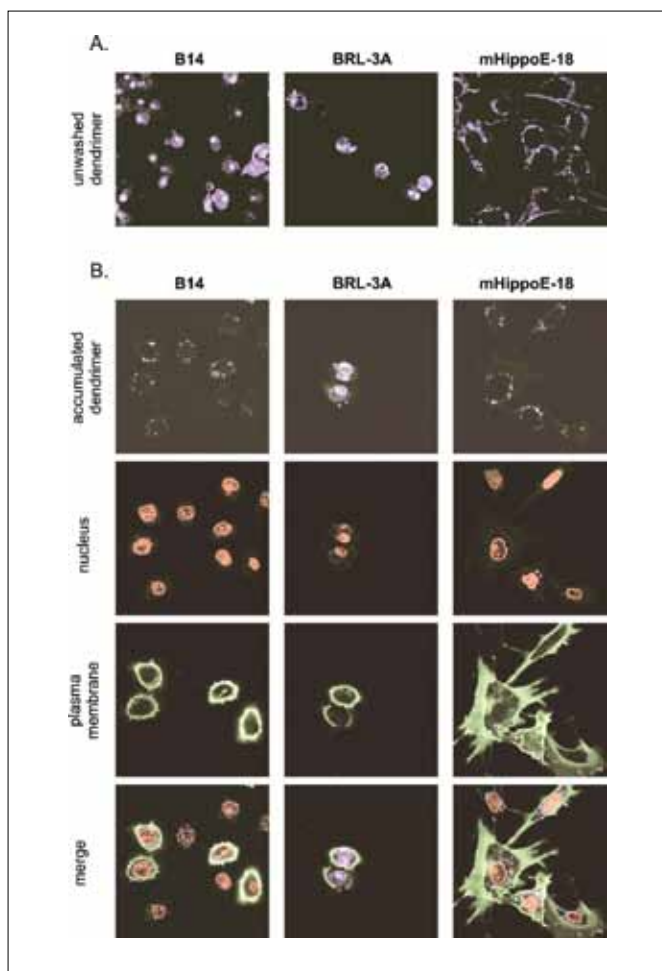 A.
B14 BRL-3A mHippoE-18
unwashed
dendrimer
B.
B14 BRL-3A mHippoE-18
accumulated
dendrimer
nucleus
plasma
membrane
merge